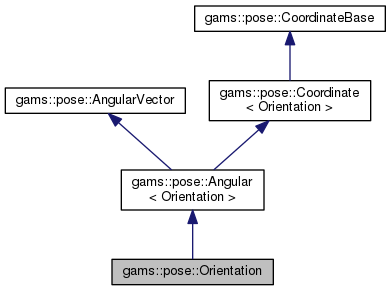 gams::pose::CoordinateBase
gams::pose::AngularVector
gams::pose::Coordinate
< Orientation >
gams::pose::Angular
< Orientation >
gams::pose::Orientation